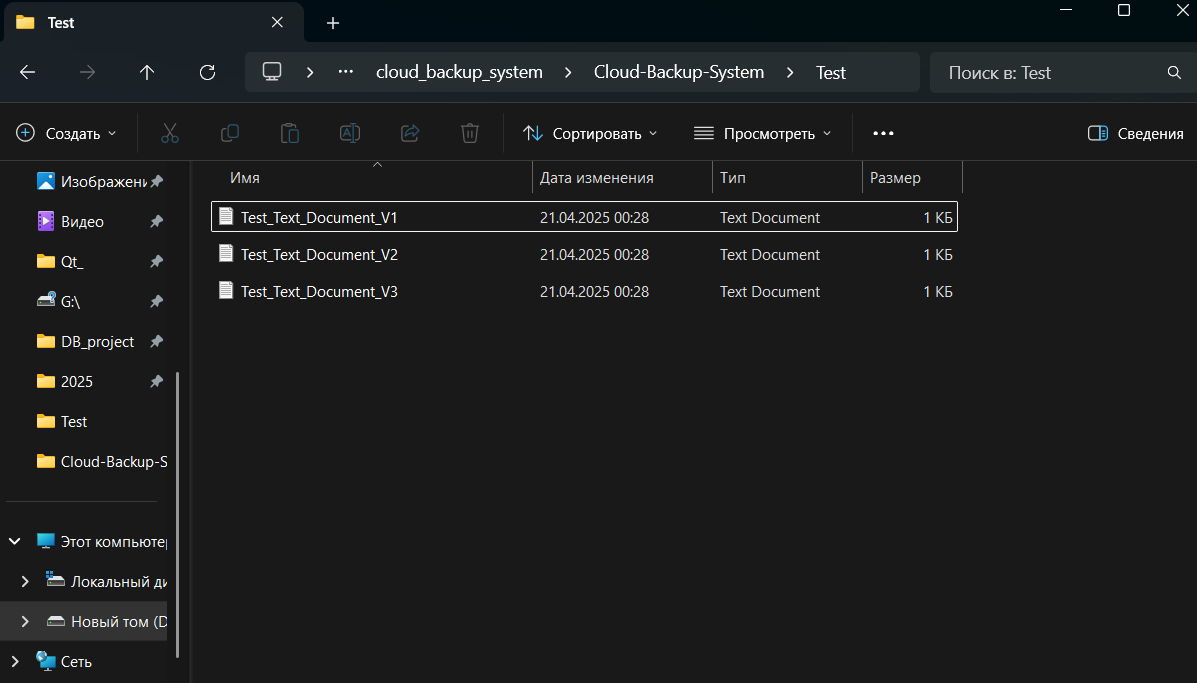 Test
cloud_backup_system Cloud-Backup-System Test Поиск в: Test
Создать Сортировать Просмотреть Сведения
Изображени
Видео
Qt_
G:\
DB_project
2025
Test
Cloud-Backup-S
Этот компьютер
Локальный ди
Новый том (D
Сеть
Имя Дата изменения Тип Размер
Test_Text_Document_V1 21.04.2025 00:28 Text Document 1 КБ
Test_Text_Document_V2 21.04.2025 00:28 Text Document 1 КБ
Test_Text_Document_V3 21.04.2025 00:28 Text Document 1 КБ